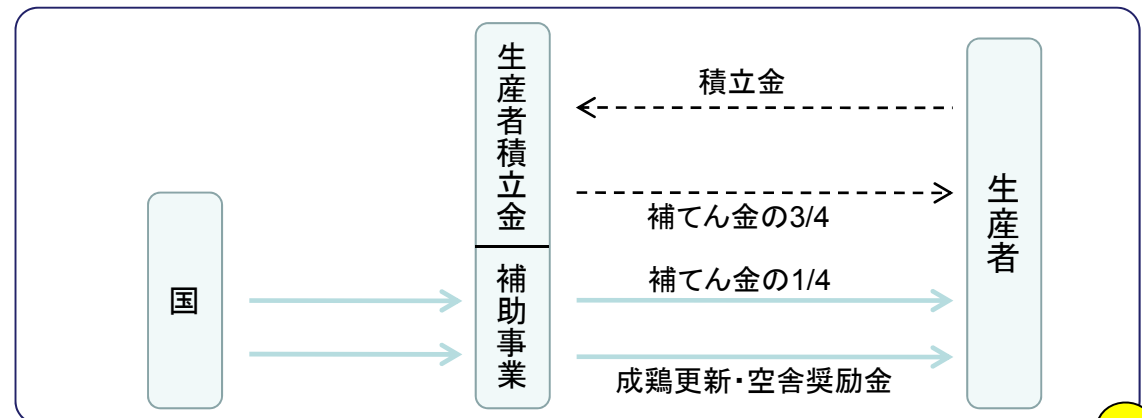 国
生産者積立金
補助事業
積立金
補てん金の3/4
補てん金の1/4
成鶏更新・空舎奨励金
生産者